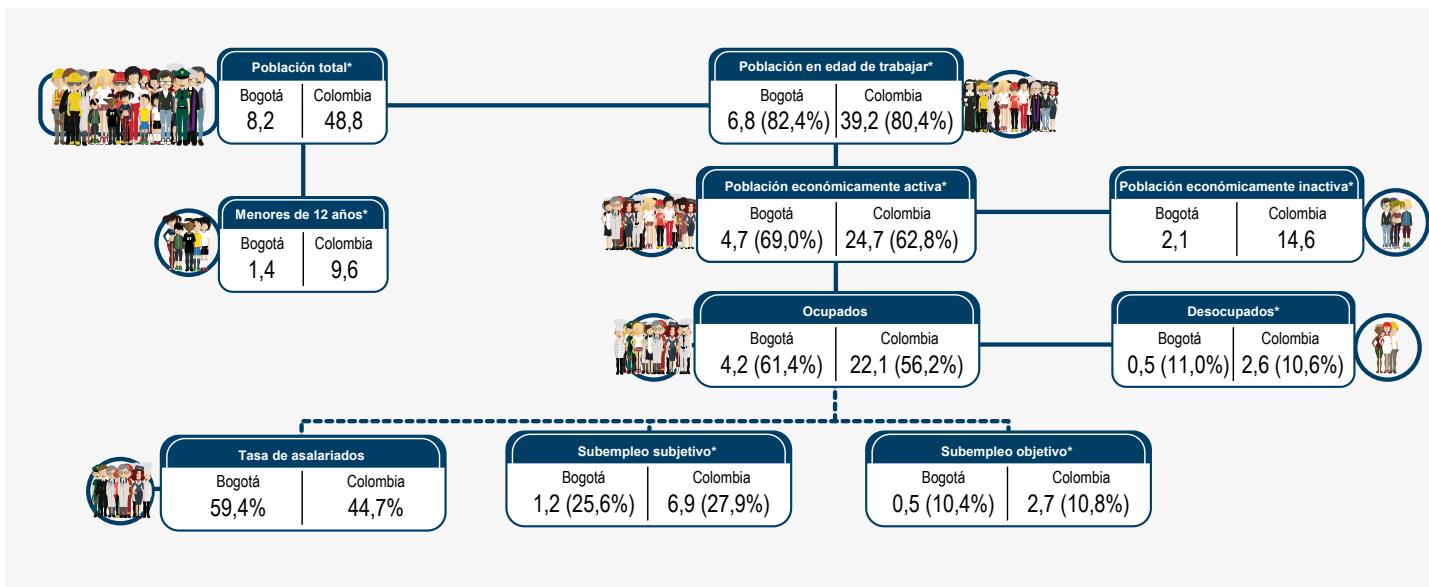 Población total*
Bogotá Colombia
8,2 48,8
Población en edad de trabajar*
Bogotá Colombia
6,8 (82,4%) 39,2 (80,4%)
Menores de 12 años*
Bogotá Colombia
1,4 9,6
Población económicamente activa*
Bogotá Colombia
4,7 (69,0%) 24,7 (62,8%)
Población económicamente inactiva*
Bogotá Colombia
2,1 14,6
Ocupados
Bogotá Colombia
4,2 (61,4%) 22,1 (56,2%)
Desocupados*
Bogotá Colombia
0,5 (11,0%) 2,6 (10,6%)
Tasa de asalariados
Bogotá Colombia
59,4% 44,7%
Subempleo subjetivo*
Bogotá Colombia
1,2 (25,6%) 6,9 (27,9%)
Subempleo objetivo*
Bogotá Colombia
0,5 (10,4%) 2,7 (10,8%)